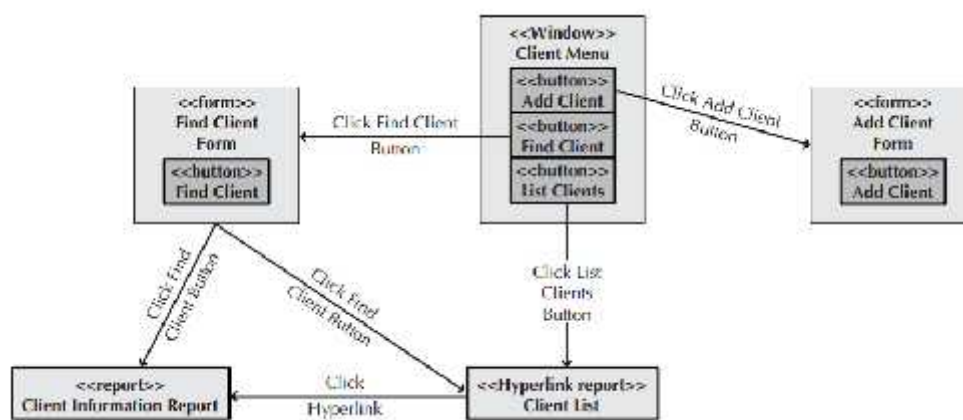 <<Window>>
Client Menu
<<button>>
Add Client
<<button>>
Find Client
<<button>>
List Clients
<<form>>
Find Client
Form
<<button>>
Find Client
Click Find Client
Button
Click Add Client
Button
<<form>>
Add Client
Form
<<button>>
Add Client
Click Find
Client Button
Click Find
Client Button
Click List
Clients
Button
<<report>>
Client Information Report
Click
Hyperlink
<<Hyperlink report>>
Client List